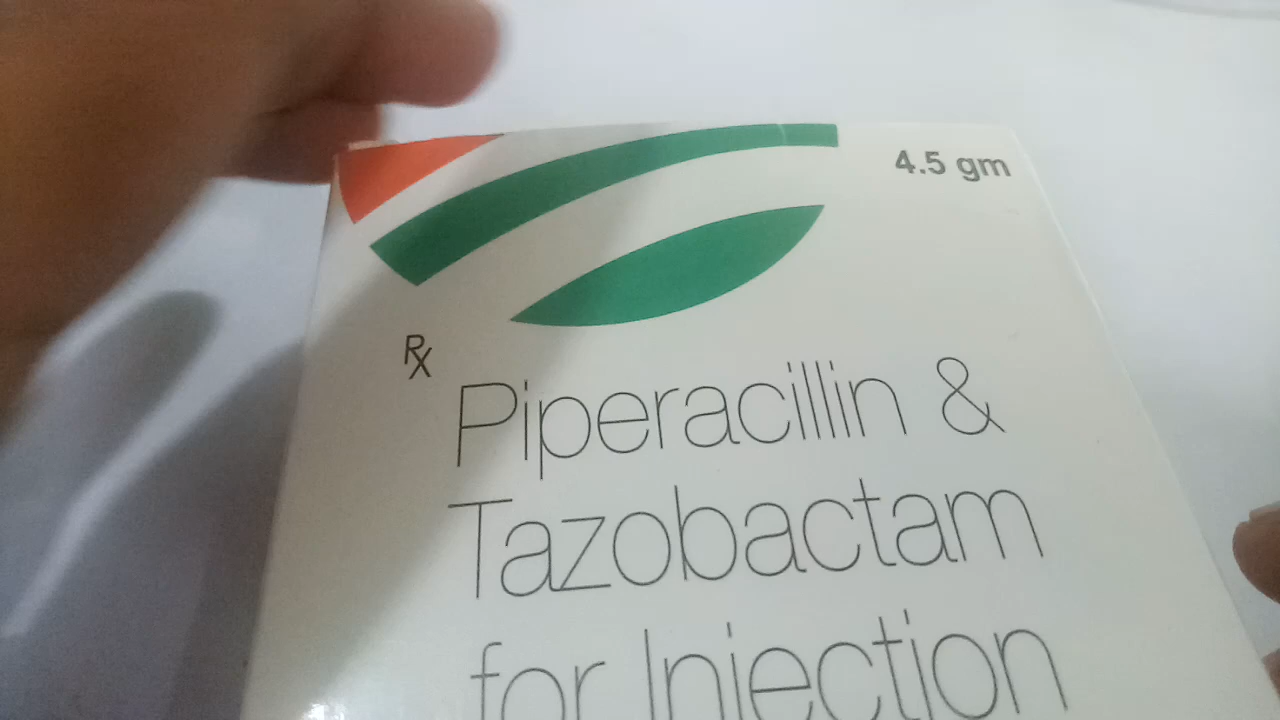 4.5 gm
Rx
Piperacillin &
Tazobactam
for Injection